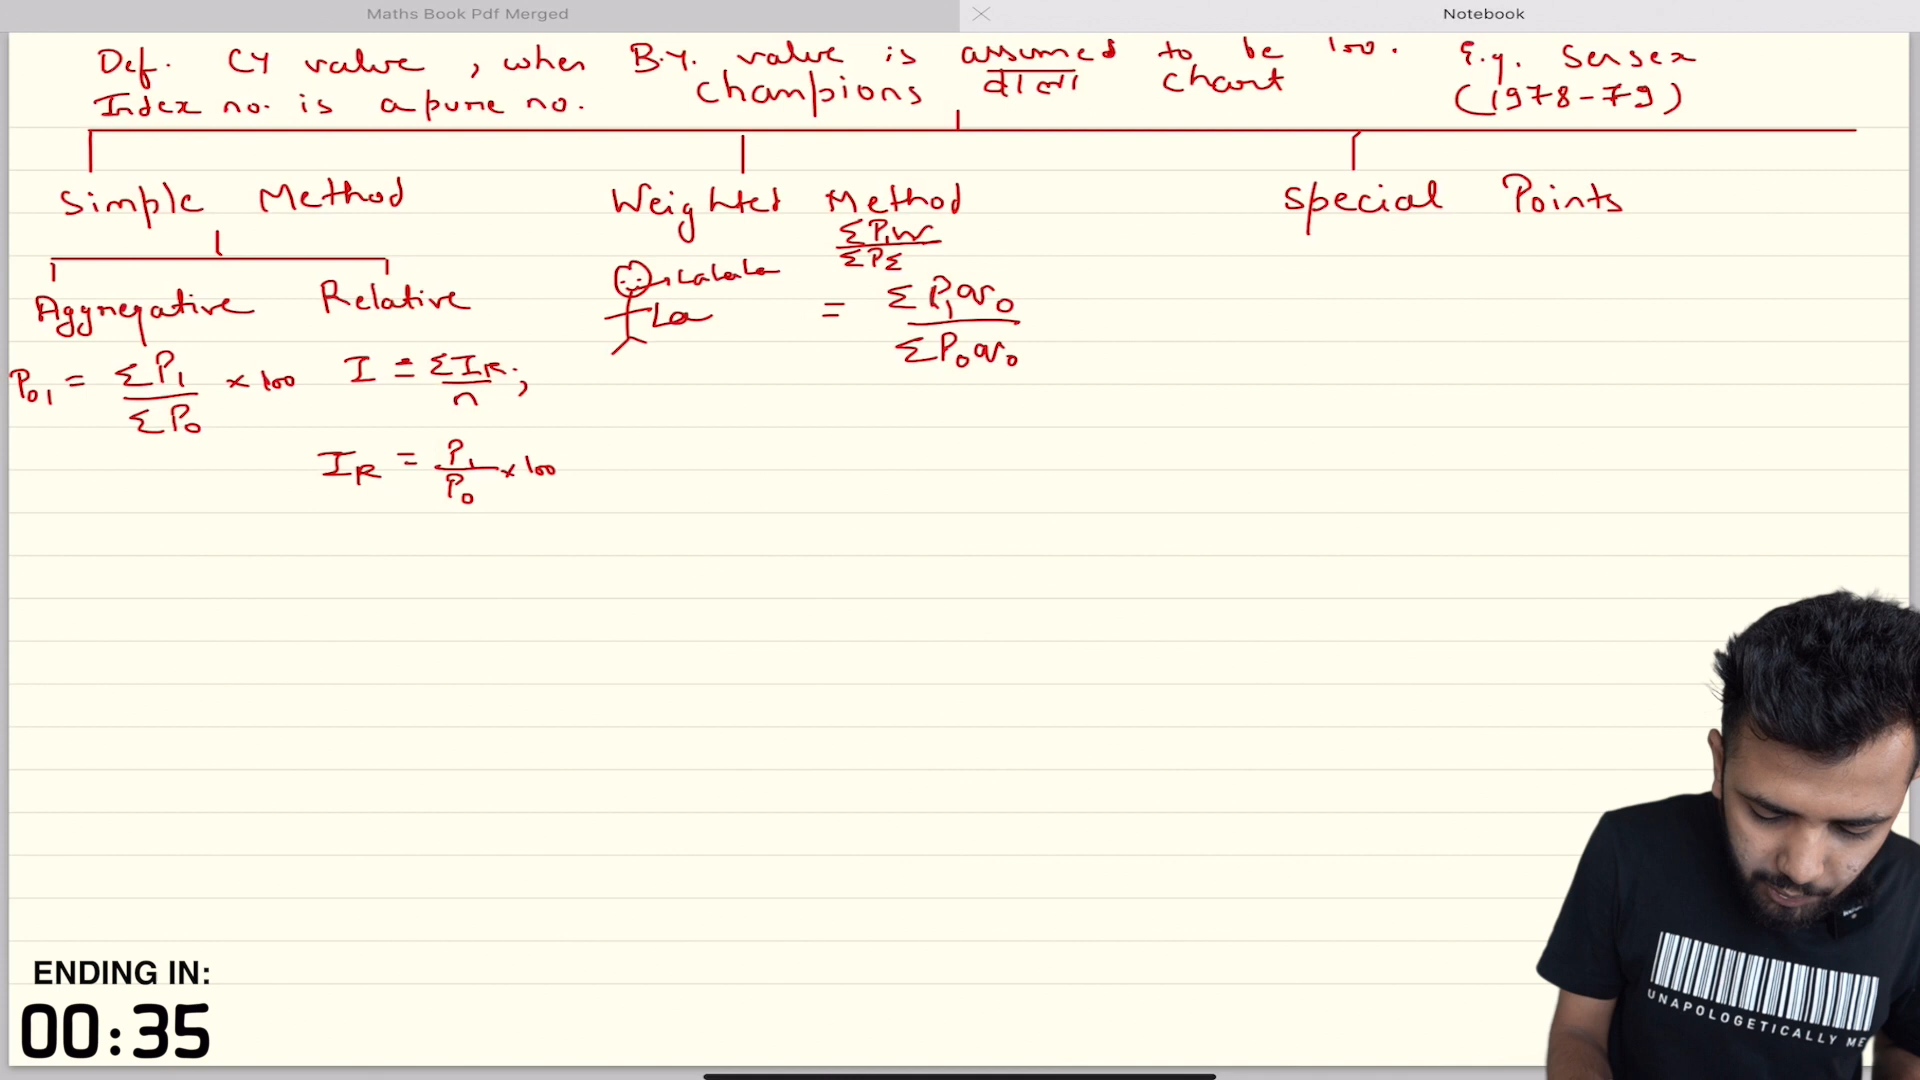 Maths Book Pdf Merged
Notebook
Def. CY value, when B.Y. value is assumed to be 100. E.g. Sensex
Index no. is a pure no. champions वाला chart (1978-79)
Simple Method
Weighted Method
Special Points
ΣP₁w
ΣP
Lalala
La
Aggregative Relative
= ΣP₁q₀
ΣP₀q₀
P₀₁ = ΣP₁ × 100
ΣP₀
I = ΣI_R,
n
I_R = P₁ × 100
P₀
ENDING IN:
00:35
UNAPOLOGETICALLY ME